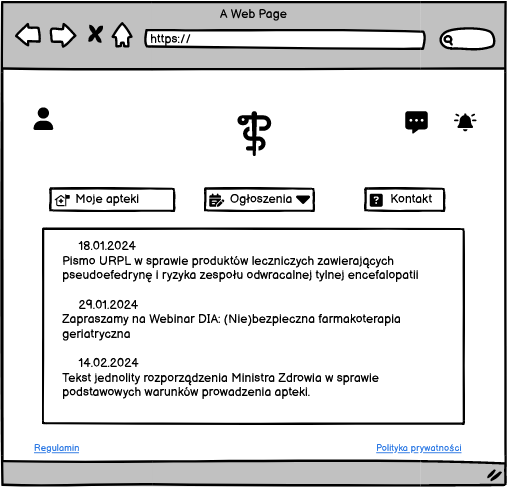 A Web Page
https://
Moje apteki
Ogłoszenia
Kontakt
18.01.2024
Pismo URPL w sprawie produktów leczniczych zawierających
pseudoefedrynę i ryzyka zespołu odwracalnej tylnej encefalopatii
29.01.2024
Zapraszamy na Webinar DIA: (Nie)bezpieczna farmakoterapia
geriatryczna
14.02.2024
Tekst jednolity rozporządzenia Ministra Zdrowia w sprawie
podstawowych warunków prowadzenia apteki.
Regulamin
Polityka prywatności